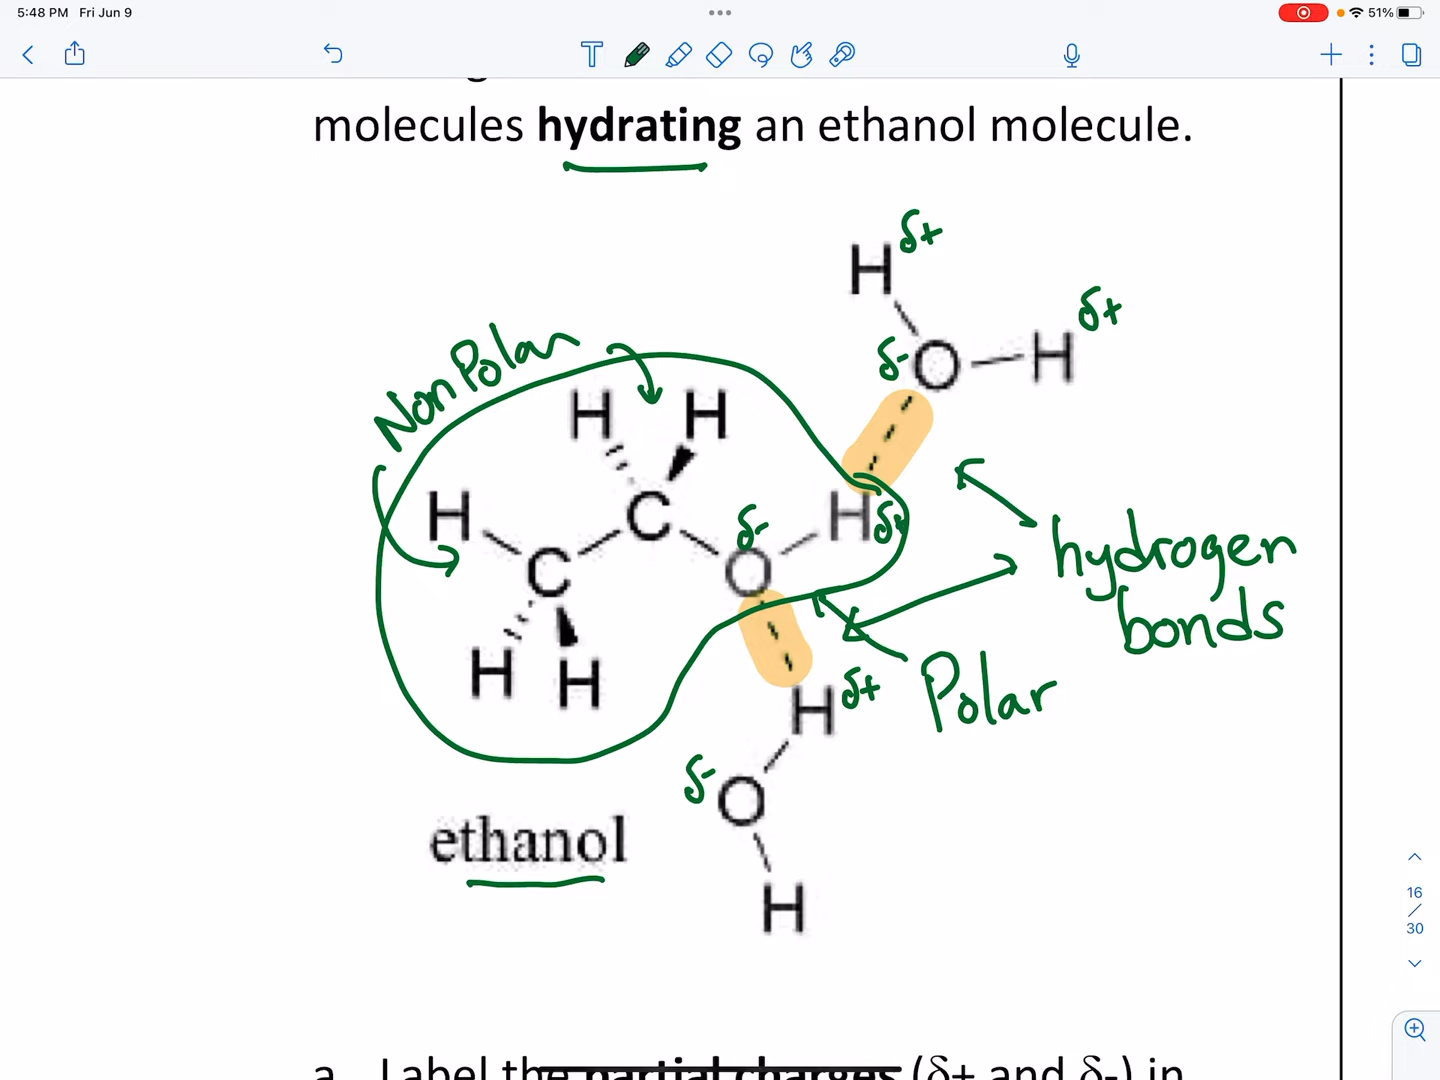 5:48 PM Fri Jun 9
51%
T
molecules hydrating an ethanol molecule.
H δ+
δ+
δ- O H
Non Polar
H H
H C δ- H δ+
C O
hydrogen
bonds
H H
H δ+
Polar
δ- O
ethanol
H
16
/
30
a. Label the partial charges (δ+ and δ-) in